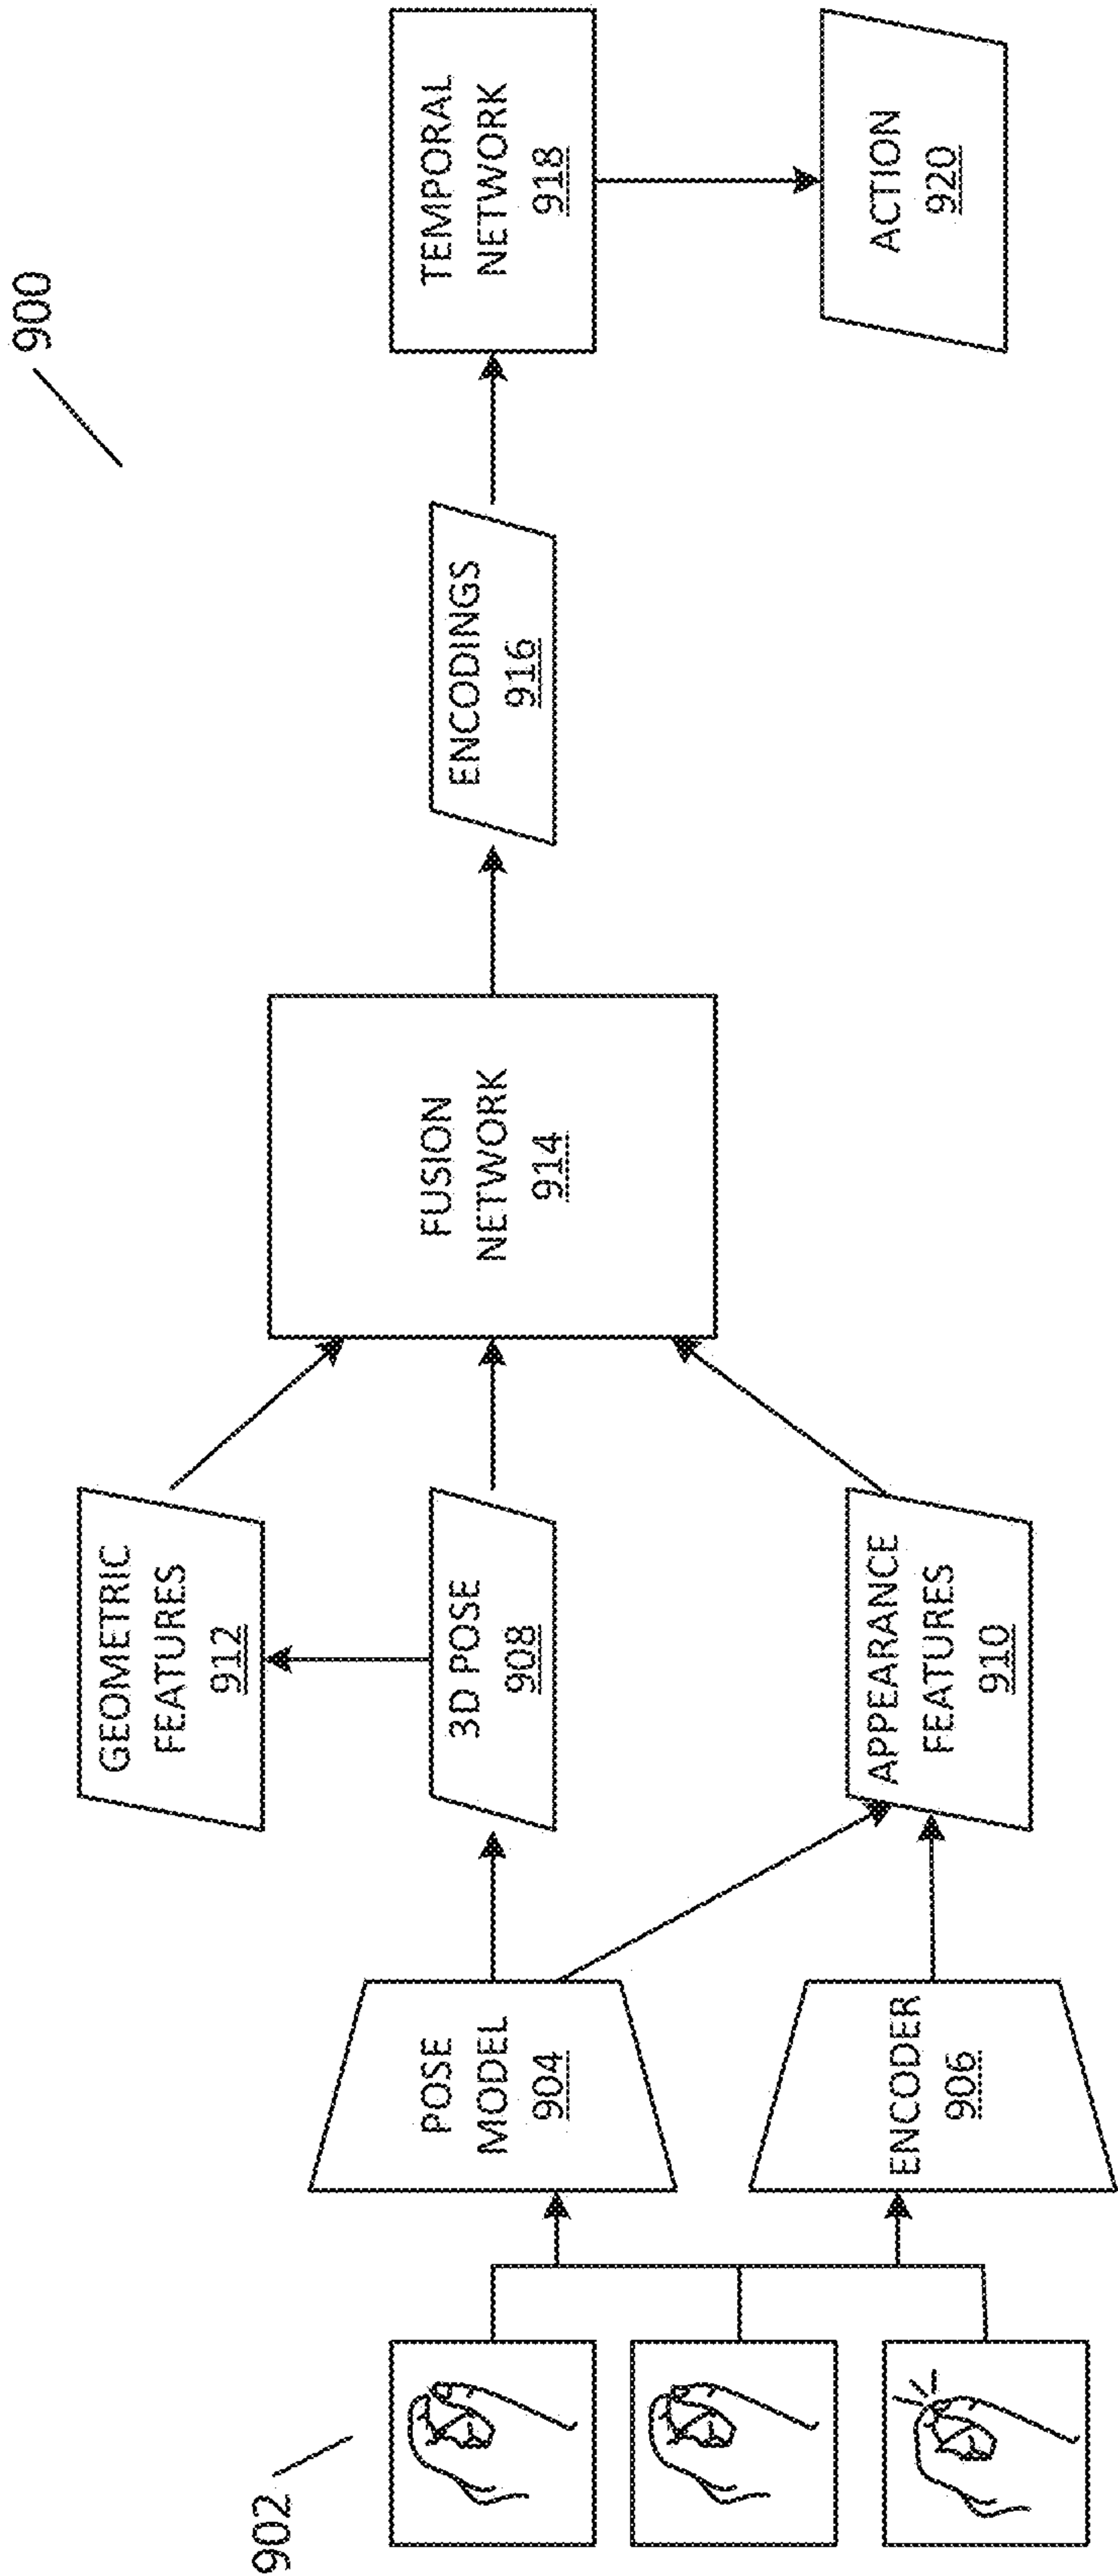 900
902
POSE
MODEL
904
ENCODER
906
GEOMETRIC
FEATURES
912
3D POSE
908
APPEARANCE
FEATURES
910
FUSION
NETWORK
914
ENCODINGS
916
TEMPORAL
NETWORK
918
ACTION
920